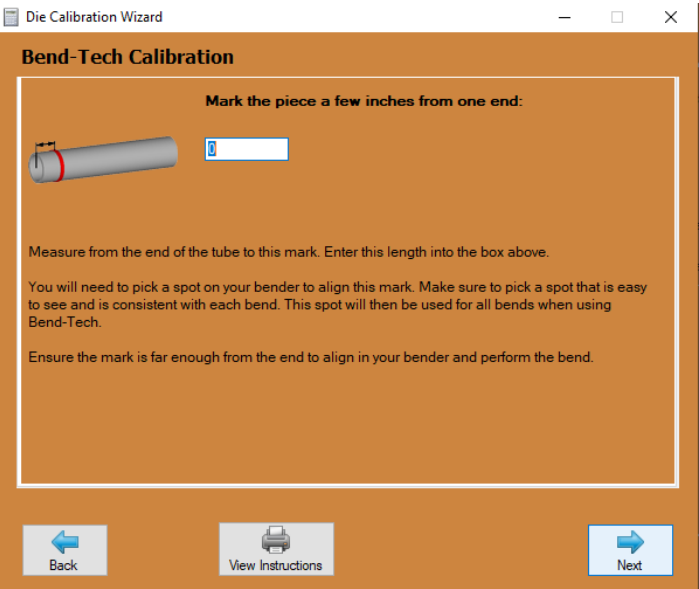 Die Calibration Wizard
Bend-Tech Calibration
Mark the piece a few inches from one end:
0
Measure from the end of the tube to this mark. Enter this length into the box above.
You will need to pick a spot on your bender to align this mark. Make sure to pick a spot that is easy
to see and is consistent with each bend. This spot will then be used for all bends when using
Bend-Tech.
Ensure the mark is far enough from the end to align in your bender and perform the bend.
Back
View Instructions
Next